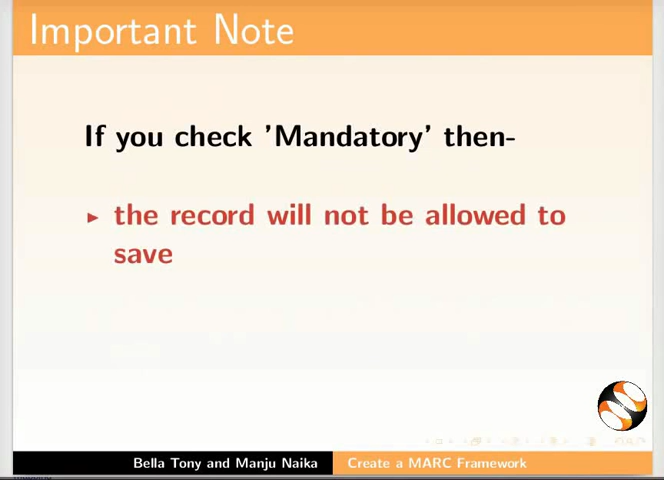 Important Note
If you check 'Mandatory' then-
▸ the record will not be allowed to
save
Bella Tony and Manju Naika
Create a MARC Framework